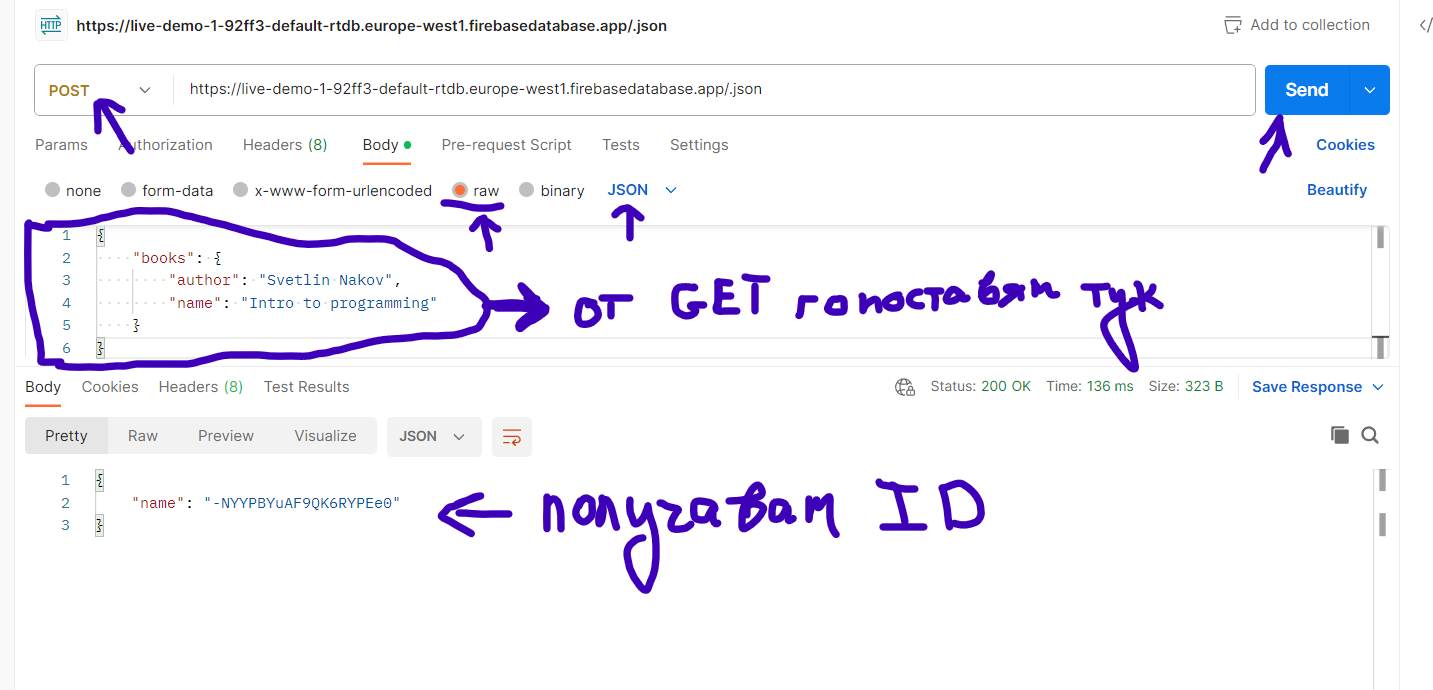 HTTP https://live-demo-1-92ff3-default-rtdb.europe-west1.firebasedatabase.app/.json Add to collection </>
POST https://live-demo-1-92ff3-default-rtdb.europe-west1.firebasedatabase.app/.json Send
Params Authorization Headers (8) Body Pre-request Script Tests Settings Cookies
none form-data x-www-form-urlencoded raw binary JSON Beautify
1 {
2 "books": {
3 "author": "Svetlin Nakov",
4 "name": "Intro to programming"
5 }
6 }
от GET го поставям тук
Body Cookies Headers (8) Test Results Status: 200 OK Time: 136 ms Size: 323 B Save Response
Pretty Raw Preview Visualize JSON
1 {
2 "name": "-NYYPBYuAF9QK6RYPEe0"
3 }
получавам ID